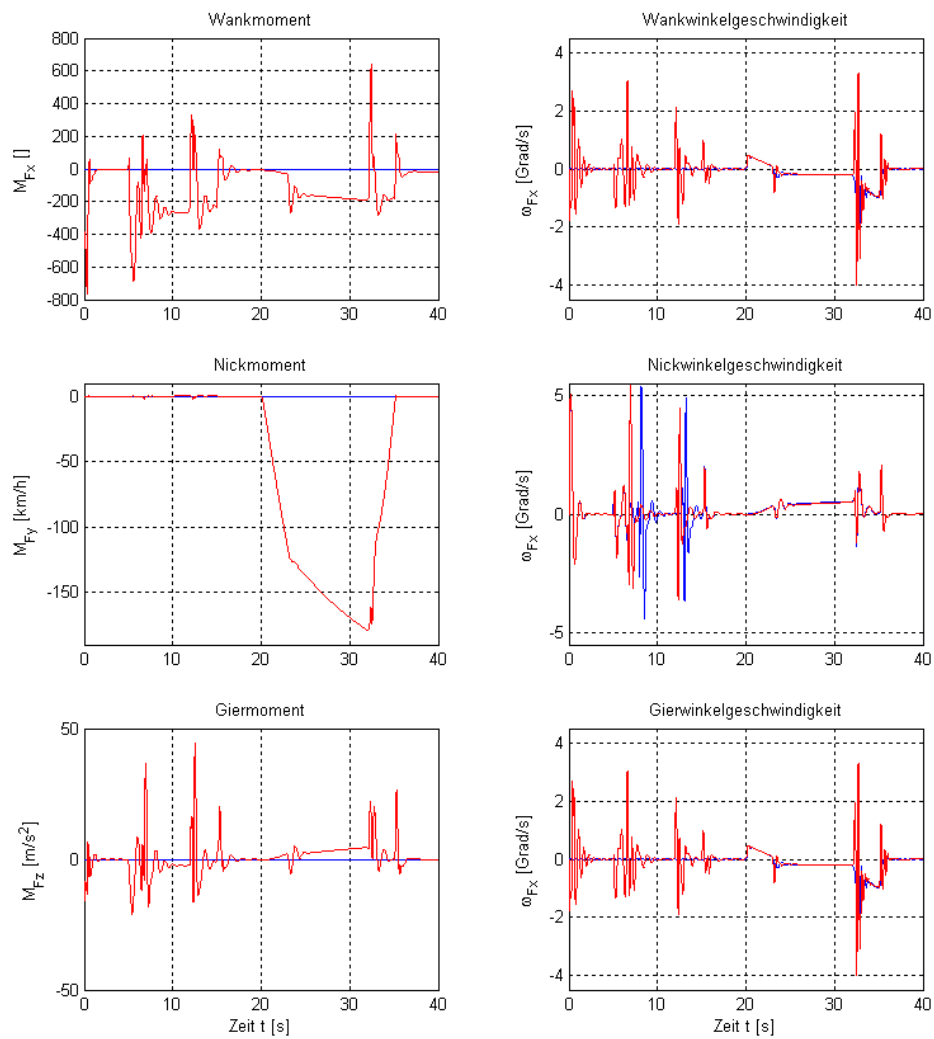 Wankmoment
M_Fx []
800
600
400
200
0
-200
-400
-600
-800
0 10 20 30 40
Wankwinkelgeschwindigkeit
ω_Fx [Grad/s]
4
2
0
-2
-4
0 10 20 30 40
Nickmoment
M_Fy [km/h]
0
-50
-100
-150
0 10 20 30 40
Nickwinkelgeschwindigkeit
ω_Fx [Grad/s]
5
0
-5
0 10 20 30 40
Giermoment
M_Fz [m/s²]
50
0
-50
0 10 20 30 40
Zeit t [s]
Gierwinkelgeschwindigkeit
ω_Fx [Grad/s]
4
2
0
-2
-4
0 10 20 30 40
Zeit t [s]